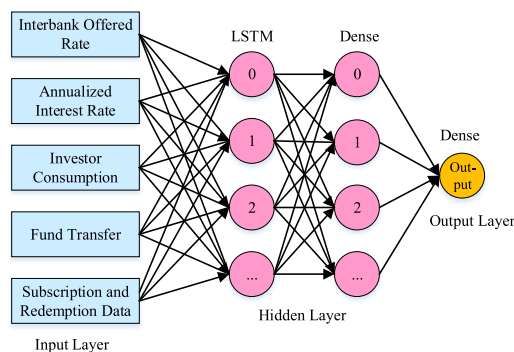 Interbank Offered
Rate
Annualized
Interest Rate
Investor
Consumption
Fund Transfer
Subscription and
Redemption Data
Input Layer
LSTM
0
1
2
...
Dense
0
1
2
...
Hidden Layer
Dense
Out-
put
Output Layer